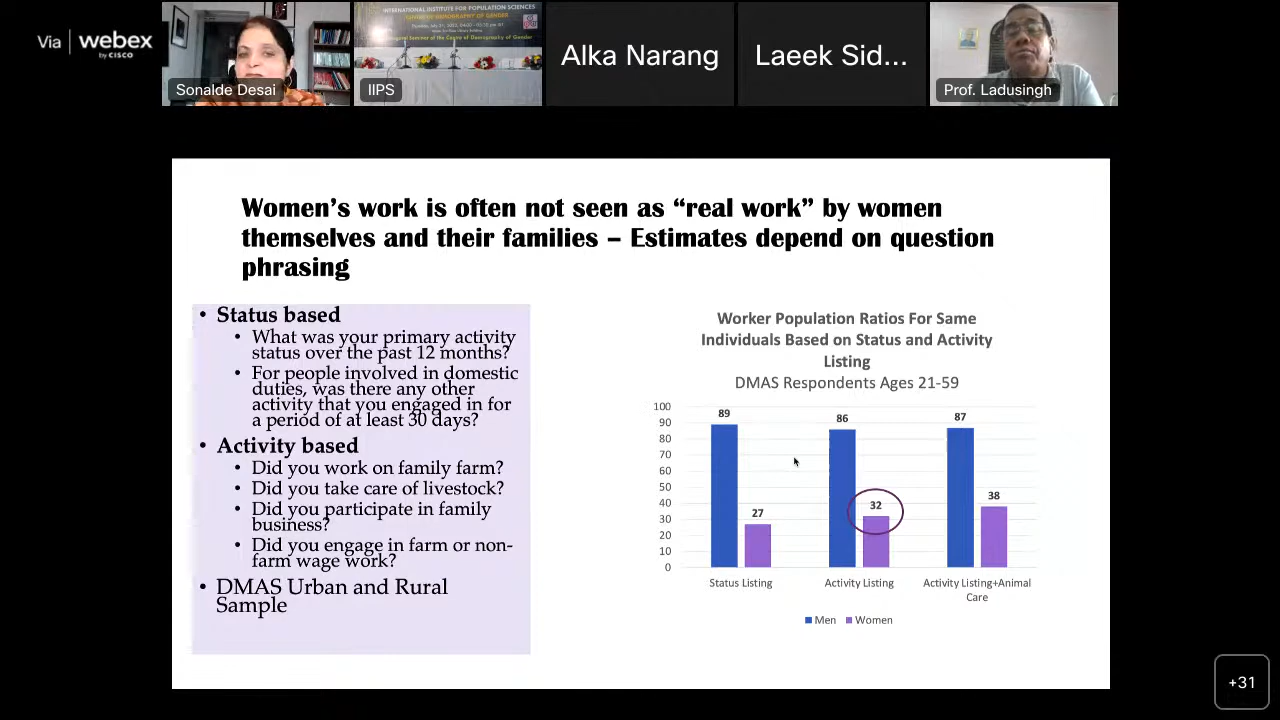 Via | webex
by CISCO
INTERNATIONAL INSTITUTE FOR POPULATION SCIENCES
Sonalde Desai
IIPS
Alka Narang
Laeek Sid...
Prof. Ladusingh
Women’s work is often not seen as “real work” by women
themselves and their families – Estimates depend on question
phrasing
• Status based
• What was your primary activity
status over the past 12 months?
• For people involved in domestic
duties, was there any other
activity that you engaged in for
a period of at least 30 days?
• Activity based
• Did you work on family farm?
• Did you take care of livestock?
• Did you participate in family
business?
• Did you engage in farm or non-
farm wage work?
• DMAS Urban and Rural
Sample
Worker Population Ratios For Same
Individuals Based on Status and Activity
Listing
DMAS Respondents Ages 21-59
100
90
80
70
60
50
40
30
20
10
0
89
27
86
32
87
38
Status Listing
Activity Listing
Activity Listing+Animal
Care
Men
Women
+31